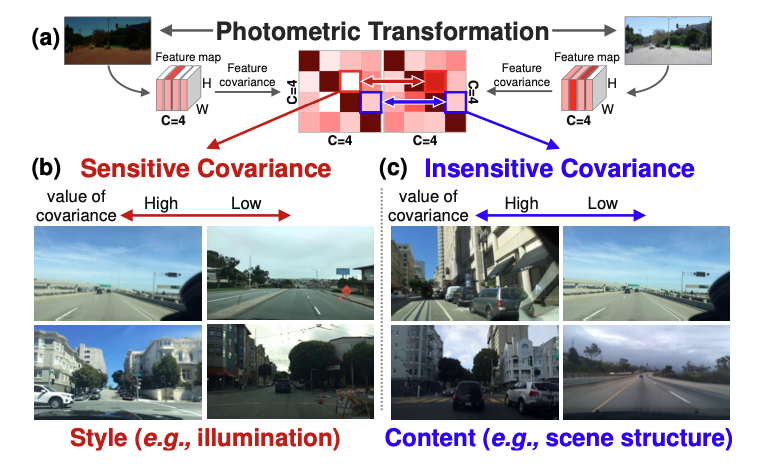 (a)
Photometric Transformation
Feature map
H
W
C=4
Feature
covariance
C=4
C=4
C=4
C=4
Feature
covariance
Feature map
H
W
C=4
(b) Sensitive Covariance
value of
covariance
High
Low
Style (e.g., illumination)
(c) Insensitive Covariance
value of
covariance
High
Low
Content (e.g., scene structure)